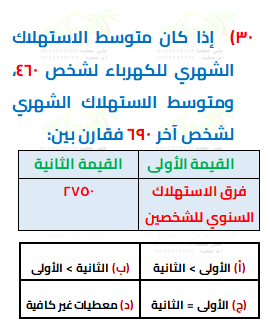 ٣٠) إذا كان متوسط الاستهلاك
الشهري للكهرباء لشخص ٤٦٠،
ومتوسط الاستهلاك الشهري
لشخص آخر ٦٩٠ فقارن بين:
القيمة الأولى القيمة الثانية
فرق الاستهلاك السنوي للشخصين ٢٧٥٠
(أ) الأولى > الثانية (ب) الثانية > الأولى
(ج) الأولى = الثانية (د) معطيات غير كافية